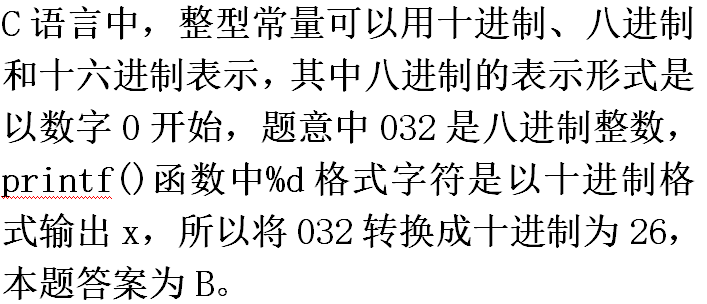 C 语言中，整型常量可以用十进制、八进制
和十六进制表示，其中八进制的表示形式是
以数字 0 开始，题意中 032 是八进制整数，
printf()函数中%d 格式字符是以十进制格
式输出 x，所以将 032 转换成十进制为 26，
本题答案为 B。